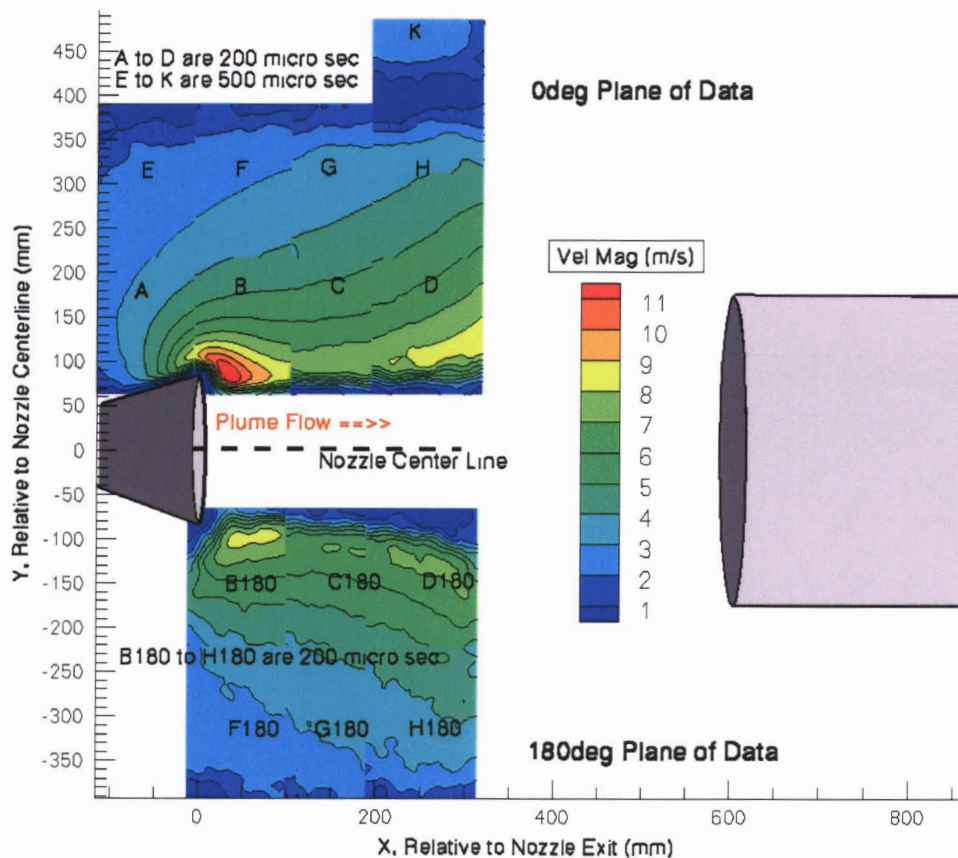 A to D are 200 micro sec
E to K are 500 micro sec
K
0deg Plane of Data
E
F
G
H
A
B
C
D
Vel Mag (m/s)
11
10
9
8
7
6
5
4
3
2
1
Plume Flow ==>>
Nozzle Center Line
B180
C180
D180
B180 to H180 are 200 micro sec
F180
G180
H180
180deg Plane of Data
Y, Relative to Nozzle Centerline (mm)
450
400
350
300
250
200
150
100
50
0
-50
-100
-150
-200
-250
-300
-350
0
200
400
600
800
X, Relative to Nozzle Exit (mm)